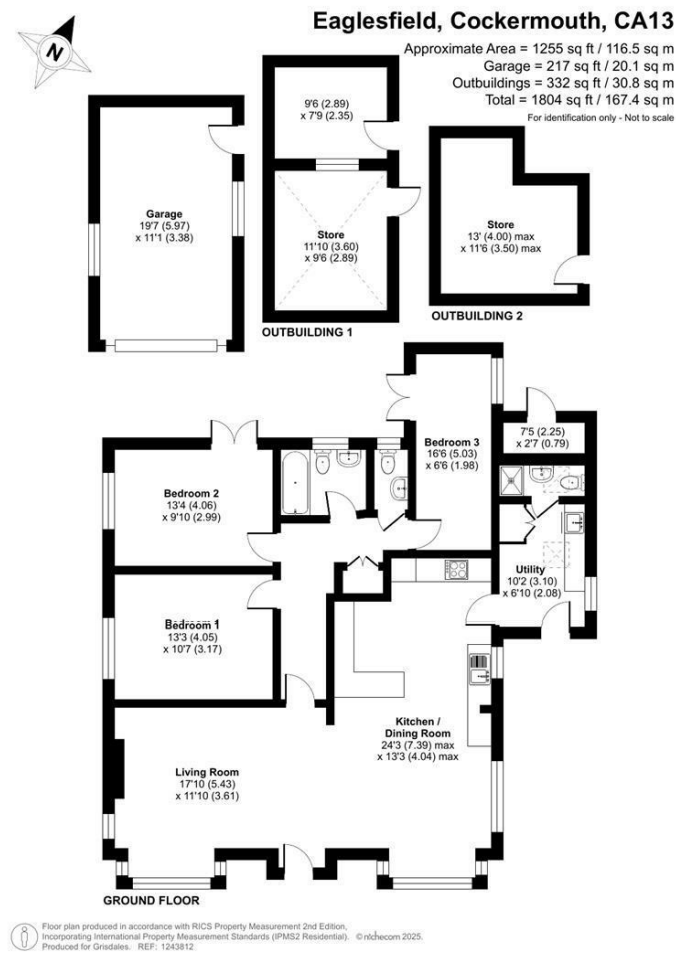 Eaglesfield, Cockermouth, CA13
Approximate Area = 1255 sq ft / 116.5 sq m
Garage = 217 sq ft / 20.1 sq m
Outbuildings = 332 sq ft / 30.8 sq m
Total = 1804 sq ft / 167.4 sq m
For identification only - Not to scale
N
9'6 (2.89)
x 7'9 (2.35)
Garage
19'7 (5.97)
x 11'1 (3.38)
Store
11'10 (3.60)
x 9'6 (2.89)
Store
13' (4.00) max
x 11'6 (3.50) max
OUTBUILDING 1
OUTBUILDING 2
Bedroom 3
16'6 (5.03)
x 6'6 (1.98)
7'5 (2.25)
x 2'7 (0.79)
Bedroom 2
13'4 (4.06)
x 9'10 (2.99)
Utility
10'2 (3.10)
x 6'10 (2.08)
Bedroom 1
13'3 (4.05)
x 10'7 (3.17)
Kitchen /
Dining Room
24'3 (7.39) max
x 13'3 (4.04) max
Living Room
17'10 (5.43)
x 11'10 (3.61)
GROUND FLOOR
Floor plan produced in accordance with RICS Property Measurement 2nd Edition,
Incorporating International Property Measurement Standards (IPMS2 Residential). © nichecom 2025.
Produced for Grisdales. REF: 1243812